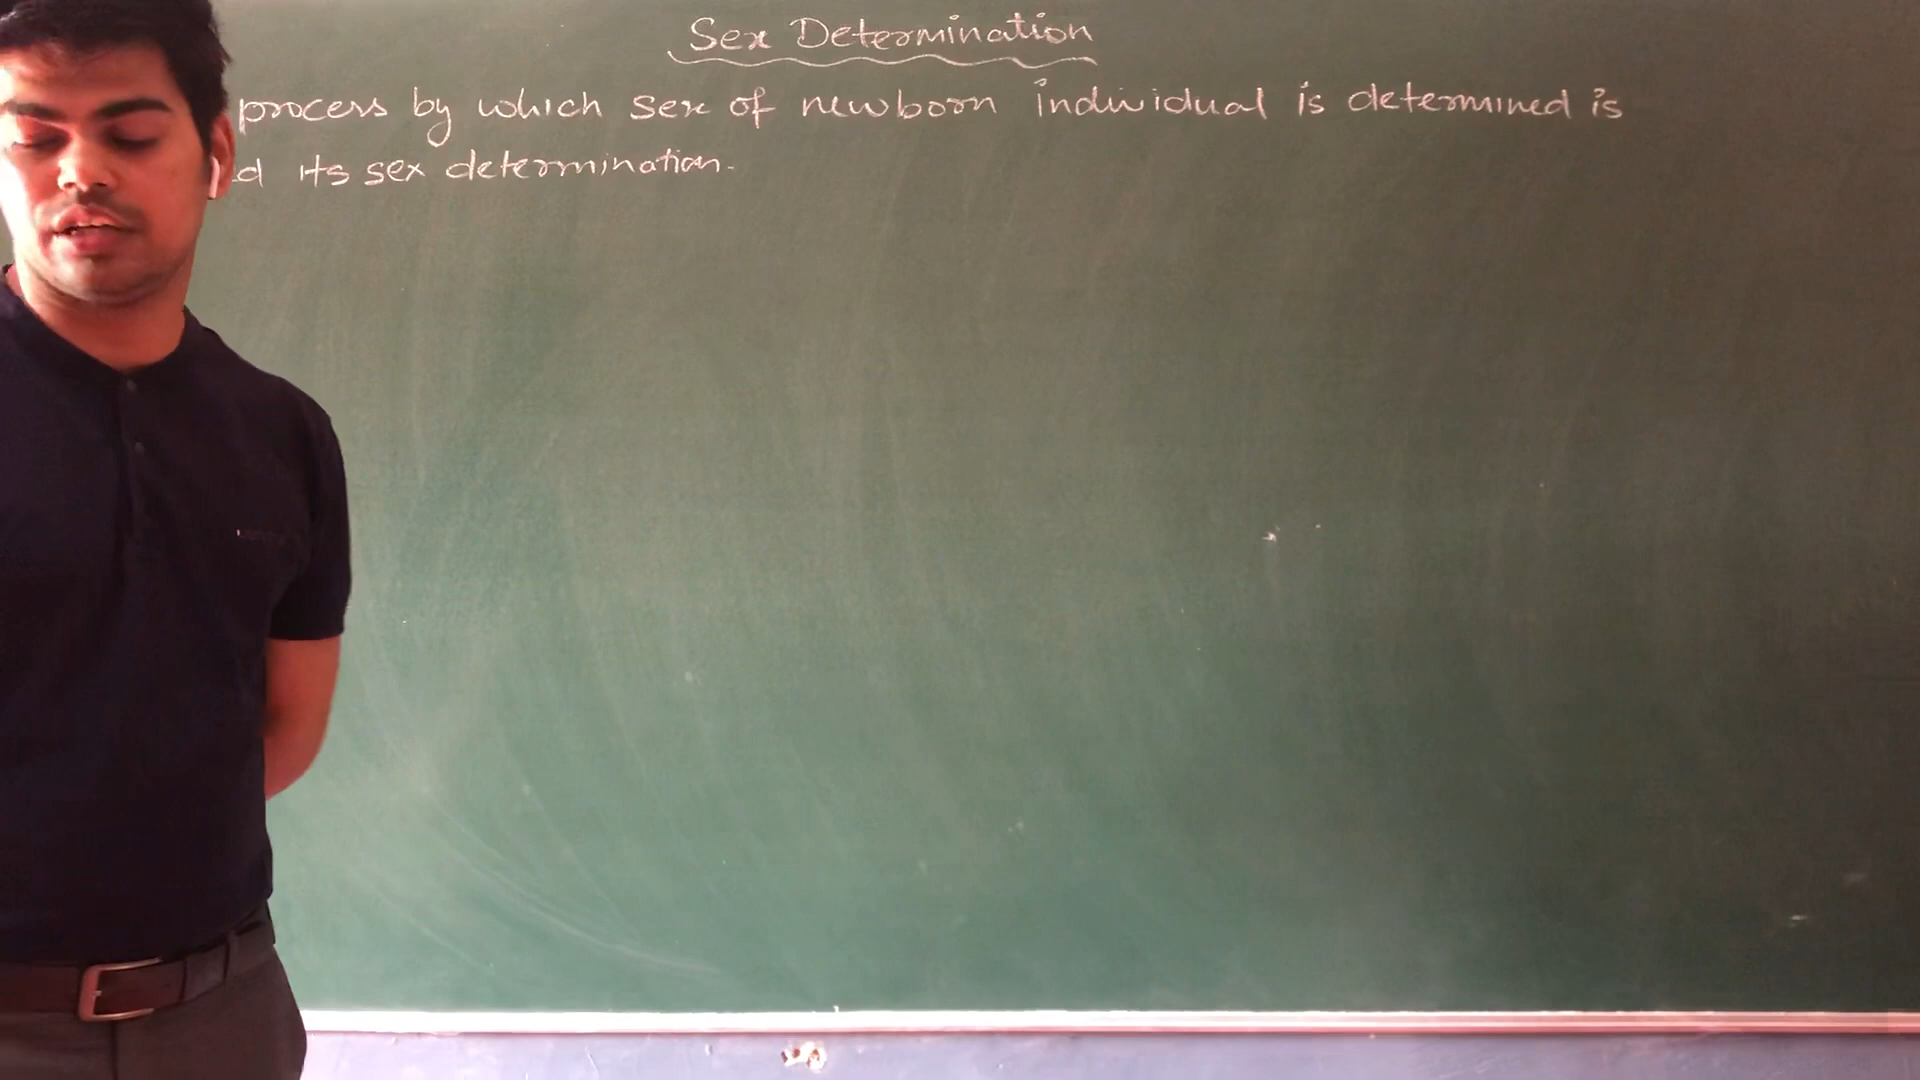 Sex Determination
process by which sex of newborn individual is determined is
d its sex determination.